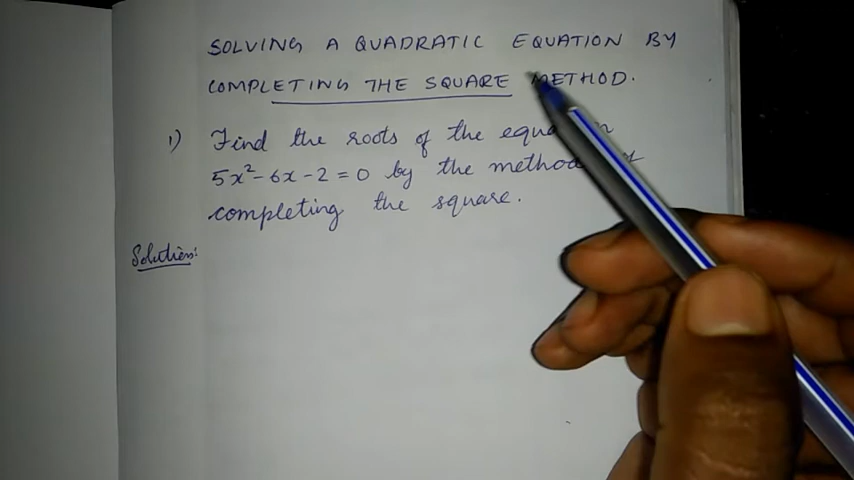 SOLVING A QUADRATIC EQUATION BY
COMPLETING THE SQUARE METHOD.
1) Find the roots of the
5x²-6x-2=0 by the
completing the square.
Solution: